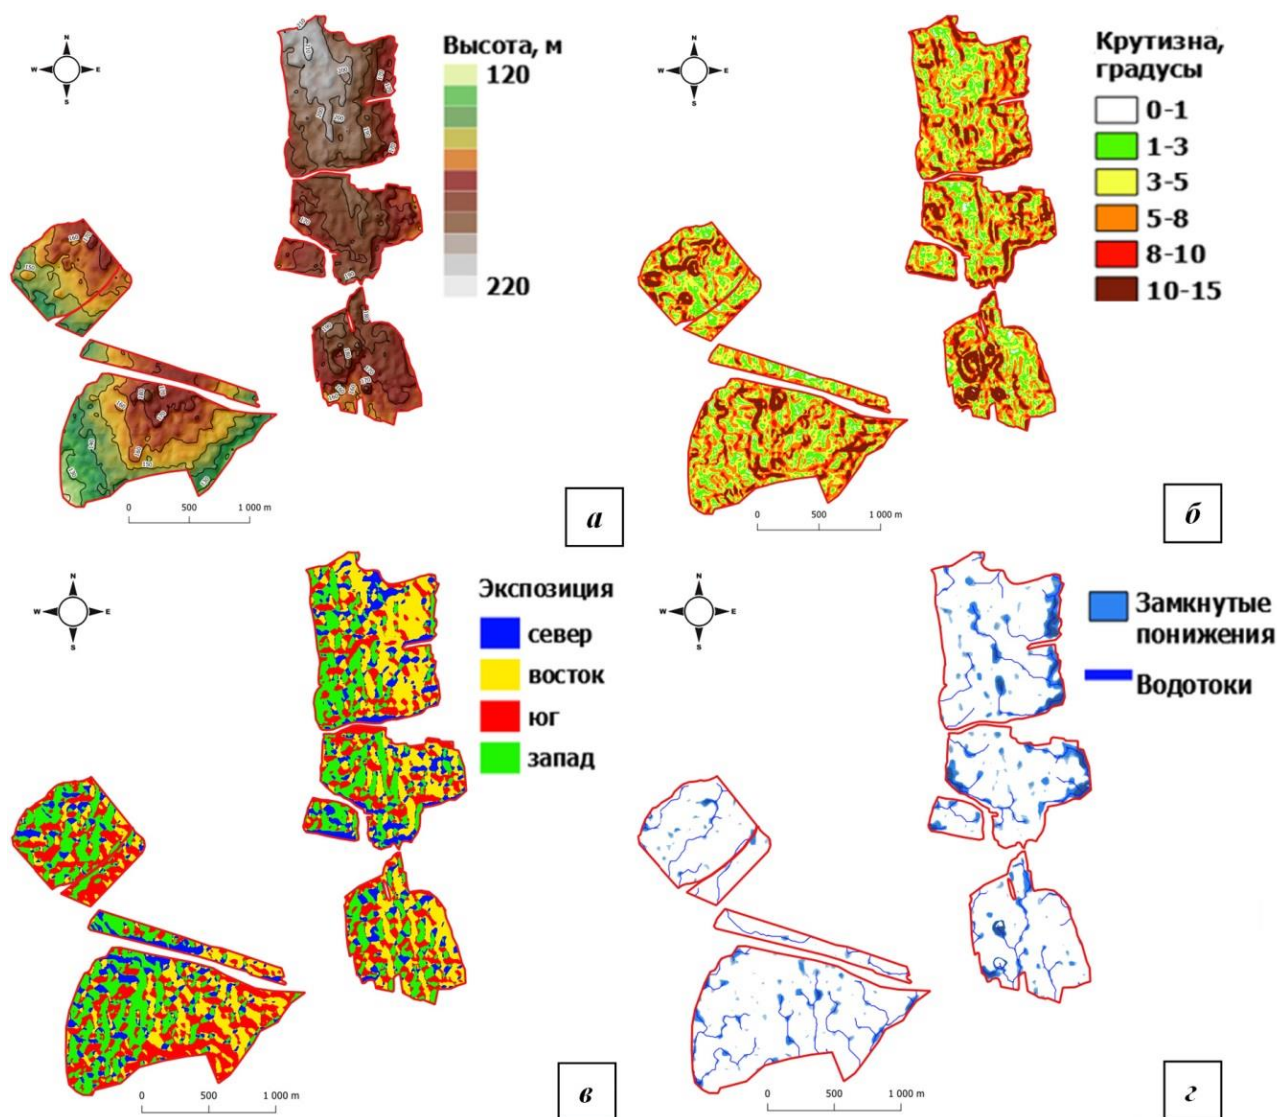 N
W E
S
Высота, м
120
220
0 500 1 000 m
а
Крутизна,
градусы
0-1
1-3
3-5
5-8
8-10
10-15
0 500 1 000 m
б
N
W E
S
N
W E
S
Экспозиция
север
восток
юг
запад
0 500 1 000 m
в
N
W E
S
Замкнутые
понижения
Водотоки
0 500 1 000 m
г